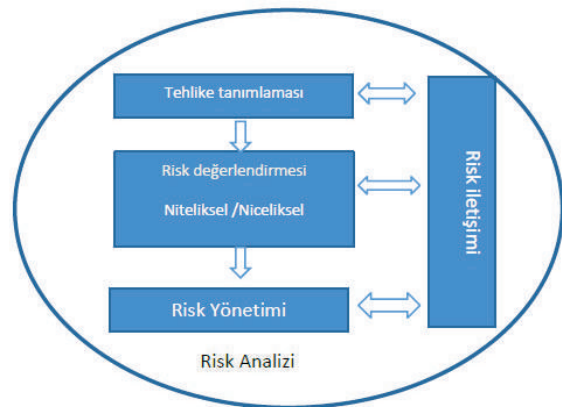 Tehlike tanımlaması
Risk değerlendirmesi
Niteliksel /Niceliksel
Risk Yönetimi
Risk iletişimi
Risk Analizi